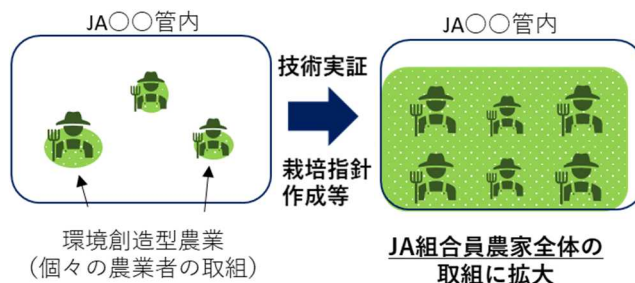 JA○○管内
技術実証
栽培指針
作成等
環境創造型農業
（個々の農業者の取組）
JA○○管内
JA組合員農家全体の
取組に拡大